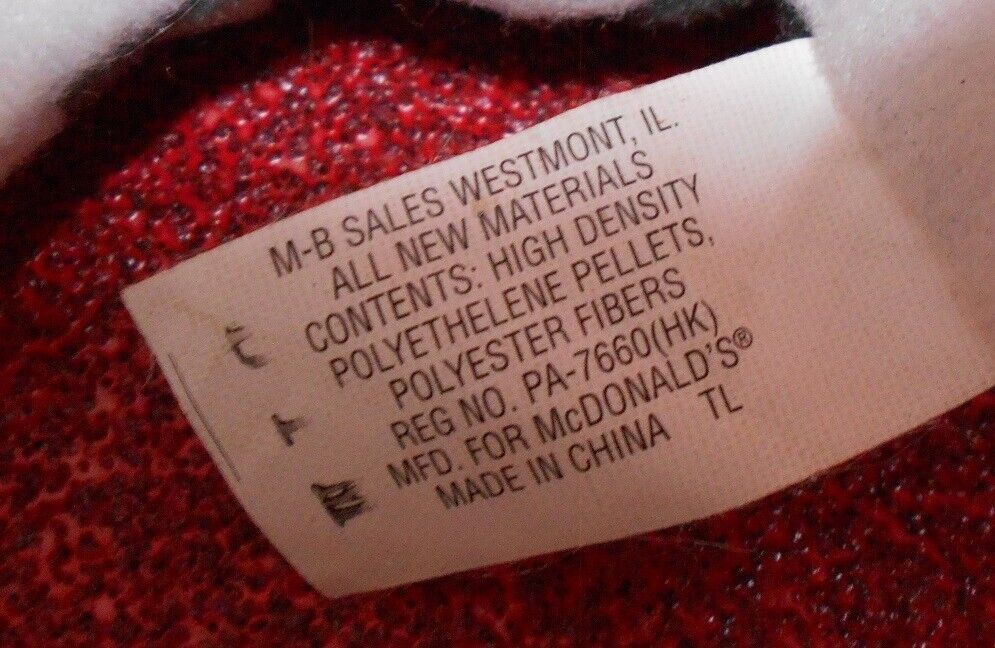 M-B SALES WESTMONT, IL.
ALL NEW MATERIALS
CONTENTS: HIGH DENSITY
POLYETHELENE PELLETS,
POLYESTER FIBERS
REG NO. PA-7660(HK)
MFD. FOR McDONALD'S®
MADE IN CHINA TL